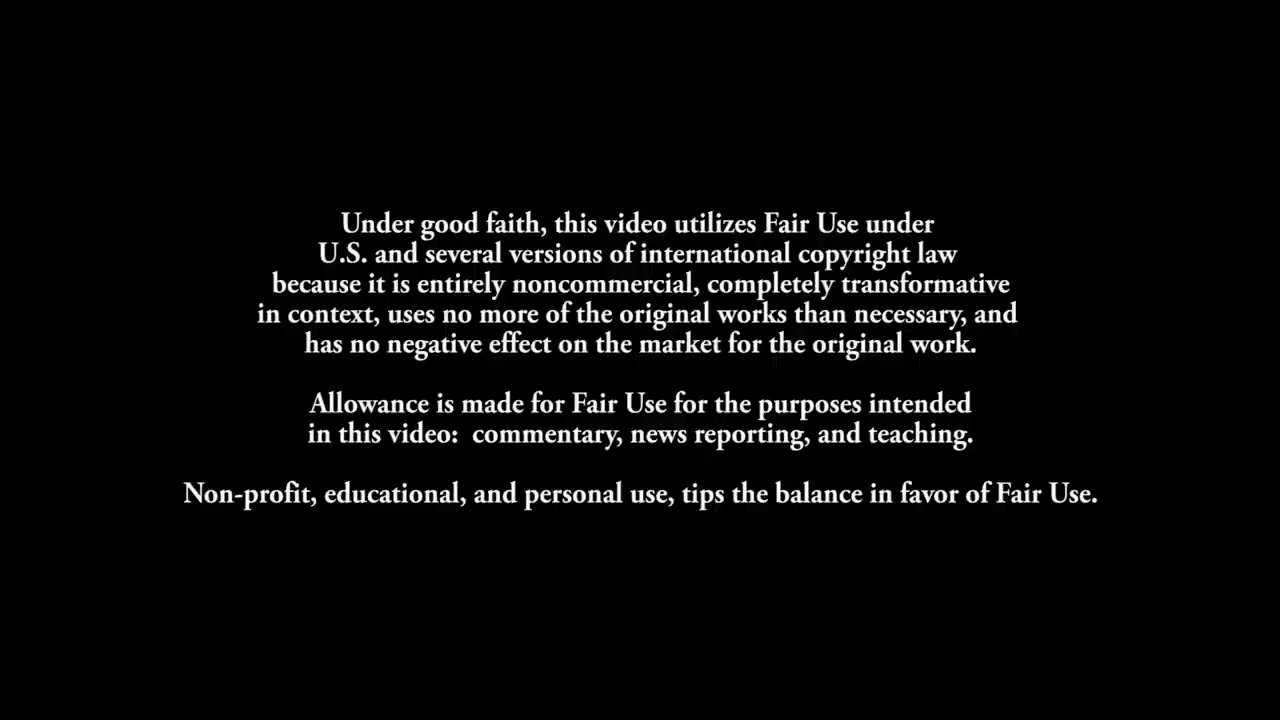 Under good faith, this video utilizes Fair Use under
U.S. and several versions of international copyright law
because it is entirely noncommercial, completely transformative
in context, uses no more of the original works than necessary, and
has no negative effect on the market for the original work.
Allowance is made for Fair Use for the purposes intended
in this video:  commentary, news reporting, and teaching.
Non-profit, educational, and personal use, tips the balance in favor of Fair Use.